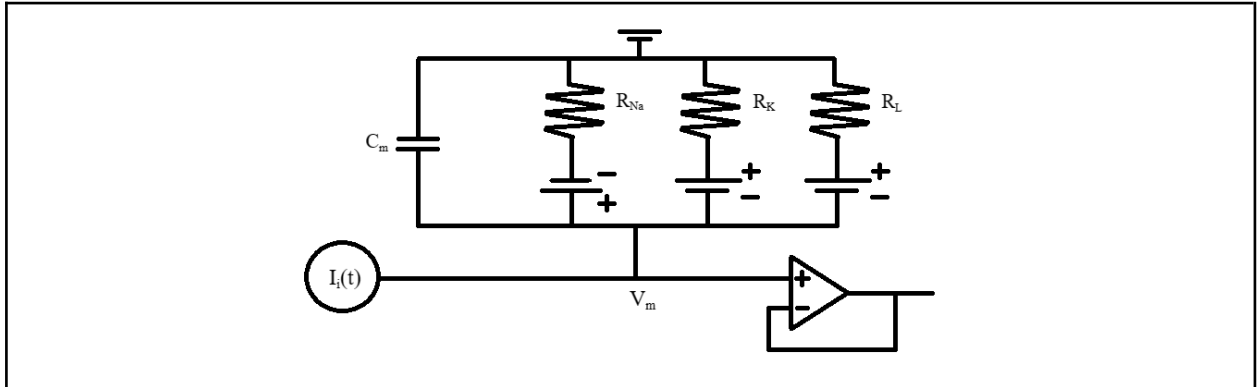 R_Na
R_K
R_L
C_m
−
+
+
−
+
−
I_i(t)
V_m
+
−